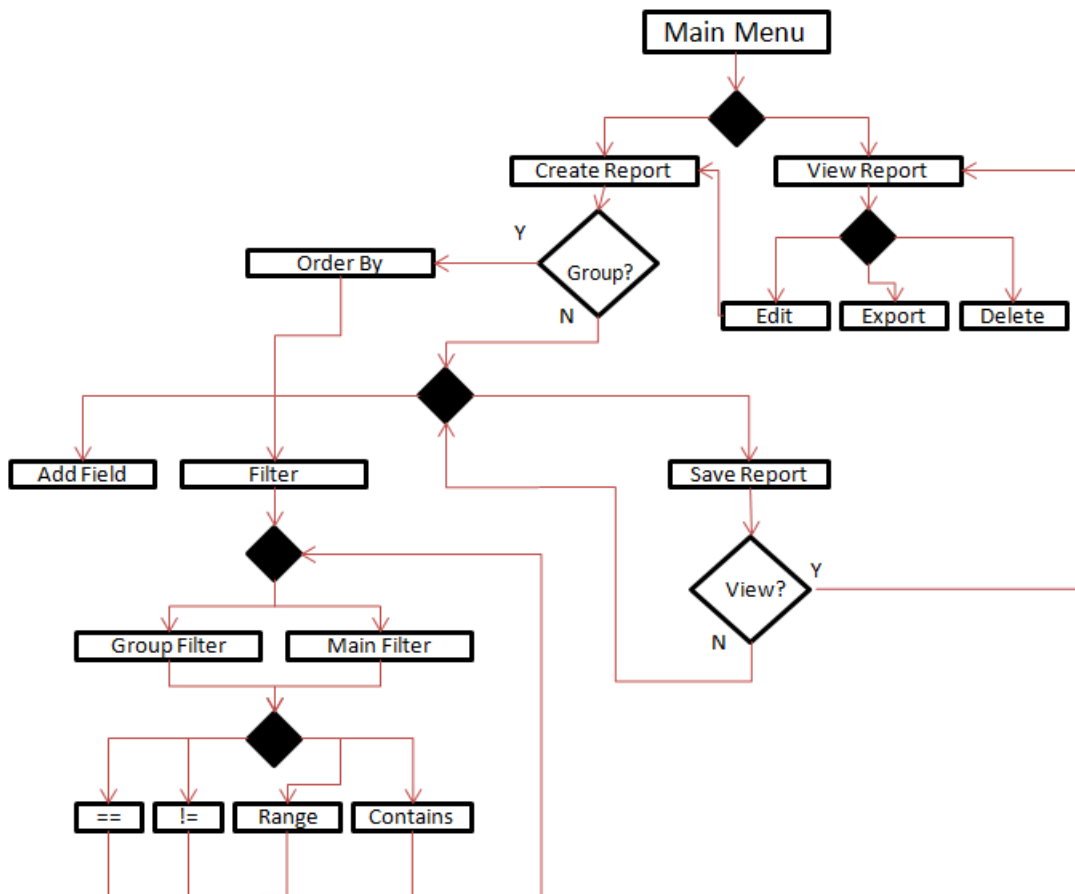 Main Menu
Create Report
View Report
Y
Order By
Group?
N
Edit
Export
Delete
Add Field
Filter
Save Report
View?
Y
N
Group Filter
Main Filter
==
!=
Range
Contains